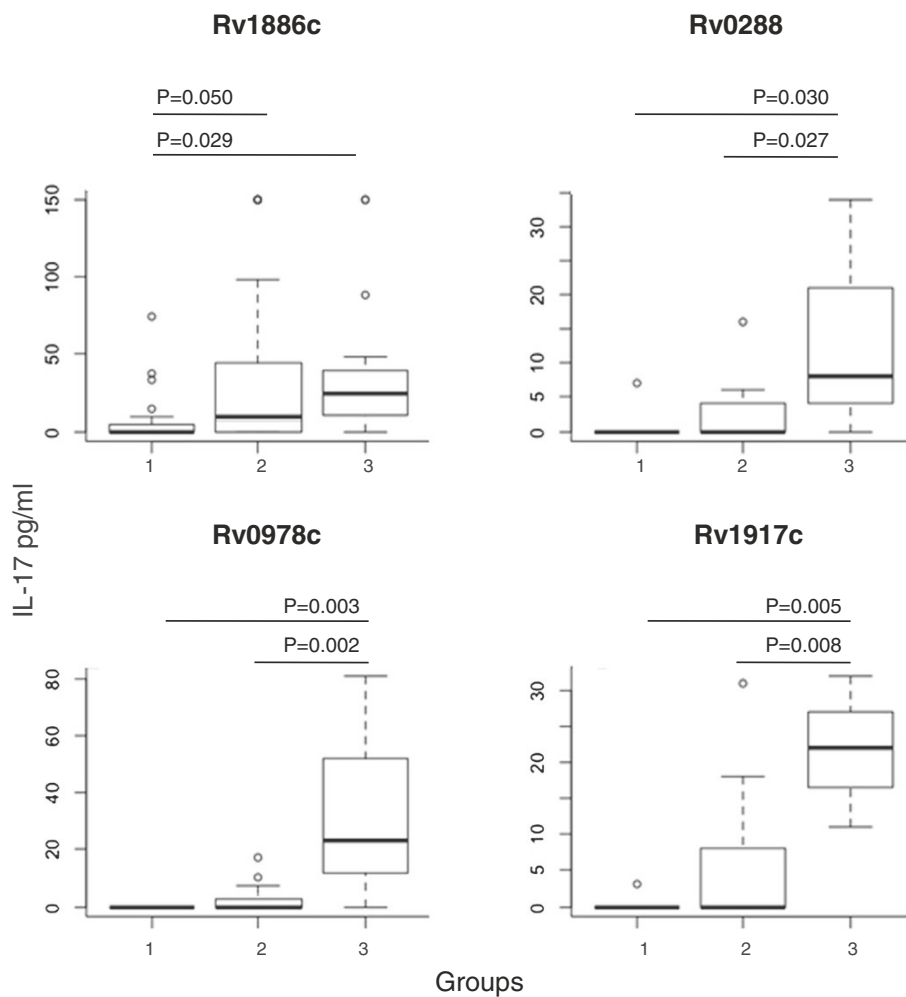 Rv1886c
P=0.050
P=0.029
150
100
50
0
1 2 3
Rv0288
P=0.030
P=0.027
30
20
10
5
0
1 2 3
IL-17 pg/ml
Rv0978c
P=0.003
P=0.002
80
60
40
20
0
1 2 3
Rv1917c
P=0.005
P=0.008
30
20
10
5
0
1 2 3
Groups